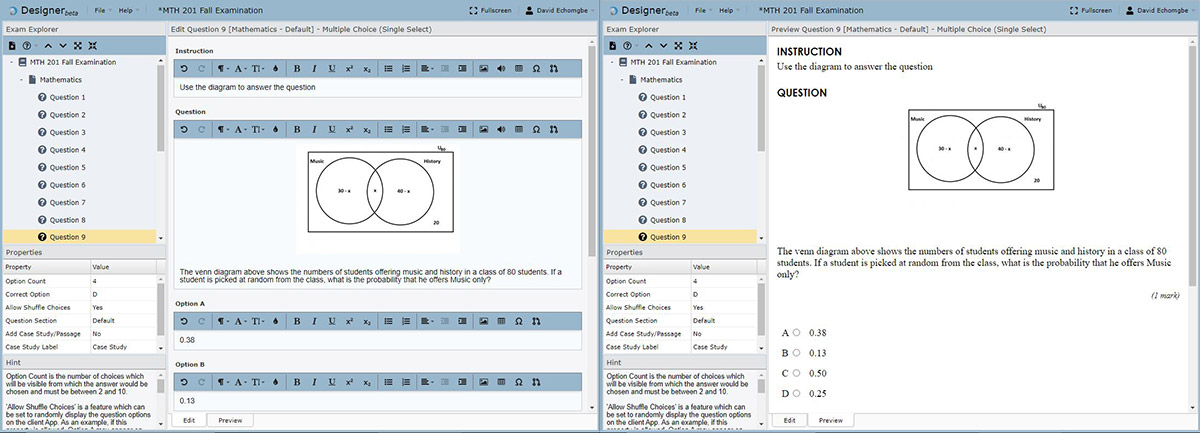 Designerbeta File Help *MTH 201 Fall Examination Fullscreen David Echomgbe
Exam Explorer
MTH 201 Fall Examination
Mathematics
Question 1
Question 2
Question 3
Question 4
Question 5
Question 6
Question 7
Question 8
Question 9
Properties
Property Value
Option Count 4
Correct Option D
Allow Shuffle Choices Yes
Question Section Default
Add Case Study/Passage No
Case Study Label Case Study
Hint
Option Count is the number of choices which
will be visible from which the answer would be
chosen and must be between 2 and 10.
'Allow Shuffle Choices' is a feature which can
be set to randomly display the question options
on the client App. As an example, if this
Edit Question 9 [Mathematics - Default] - Multiple Choice (Single Select)
Instruction
Use the diagram to answer the question
Question
U80
Music History
30 - x x 40 - x
20
The venn diagram above shows the numbers of students offering music and history in a class of 80 students. If a
student is picked at random from the class, what is the probability that he offers Music only?
Option A
0.38
Option B
0.13
Edit Preview
Designerbeta File Help *MTH 201 Fall Examination Fullscreen David Echomgbe
Exam Explorer
MTH 201 Fall Examination
Mathematics
Question 1
Question 2
Question 3
Question 4
Question 5
Question 6
Question 7
Question 8
Question 9
Properties
Property Value
Option Count 4
Correct Option D
Allow Shuffle Choices Yes
Question Section Default
Add Case Study/Passage No
Case Study Label Case Study
Hint
Option Count is the number of choices which
will be visible from which the answer would be
chosen and must be between 2 and 10.
'Allow Shuffle Choices' is a feature which can
be set to randomly display the question options
on the client App. As an example, if this
Preview Question 9 [Mathematics - Default] - Multiple Choice (Single Select)
INSTRUCTION
Use the diagram to answer the question
QUESTION
U80
Music History
30 - x x 40 - x
20
The venn diagram above shows the numbers of students offering music and history in a class of 80
students. If a student is picked at random from the class, what is the probability that he offers Music
only?
(1 mark)
A 0.38
B 0.13
C 0.50
D 0.25
Edit Preview